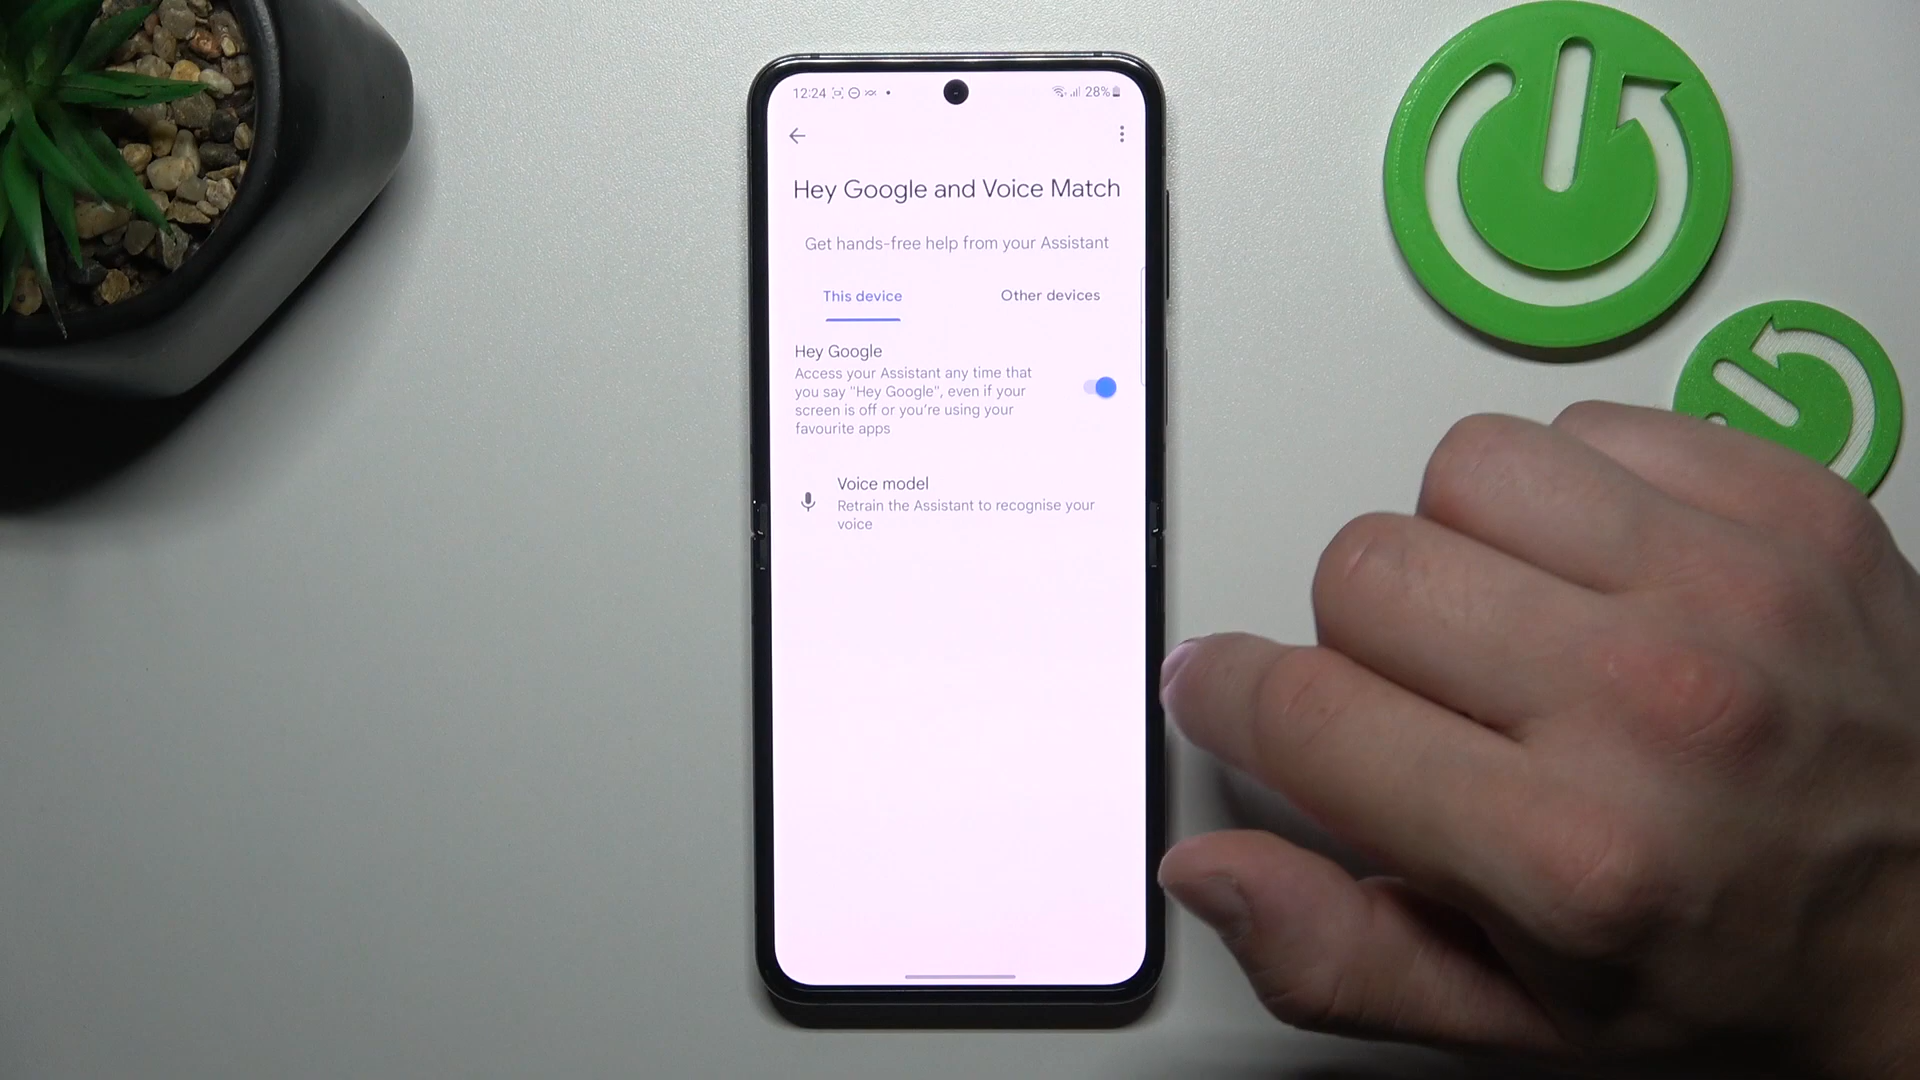 12:24
28%
Hey Google and Voice Match
Get hands-free help from your Assistant
This device
Other devices
Hey Google
Access your Assistant any time that
you say "Hey Google", even if your
screen is off or you're using your
favourite apps
Voice model
Retrain the Assistant to recognise your
voice